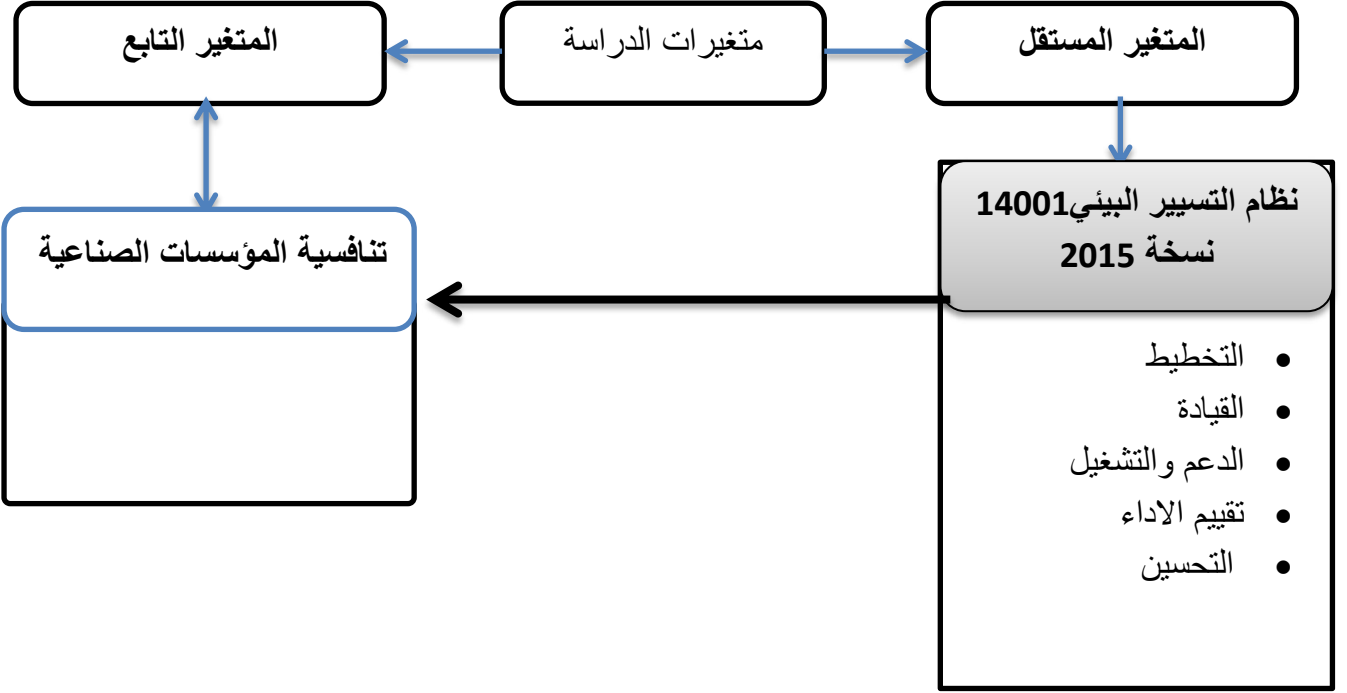 المتغير المستقل
متغيرات الدراسة
المتغير التابع
نظام التسيير البيئي14001
نسخة 2015
تنافسية المؤسسات الصناعية
• التخطيط
• القيادة
• الدعم والتشغيل
• تقييم الاداء
• التحسين